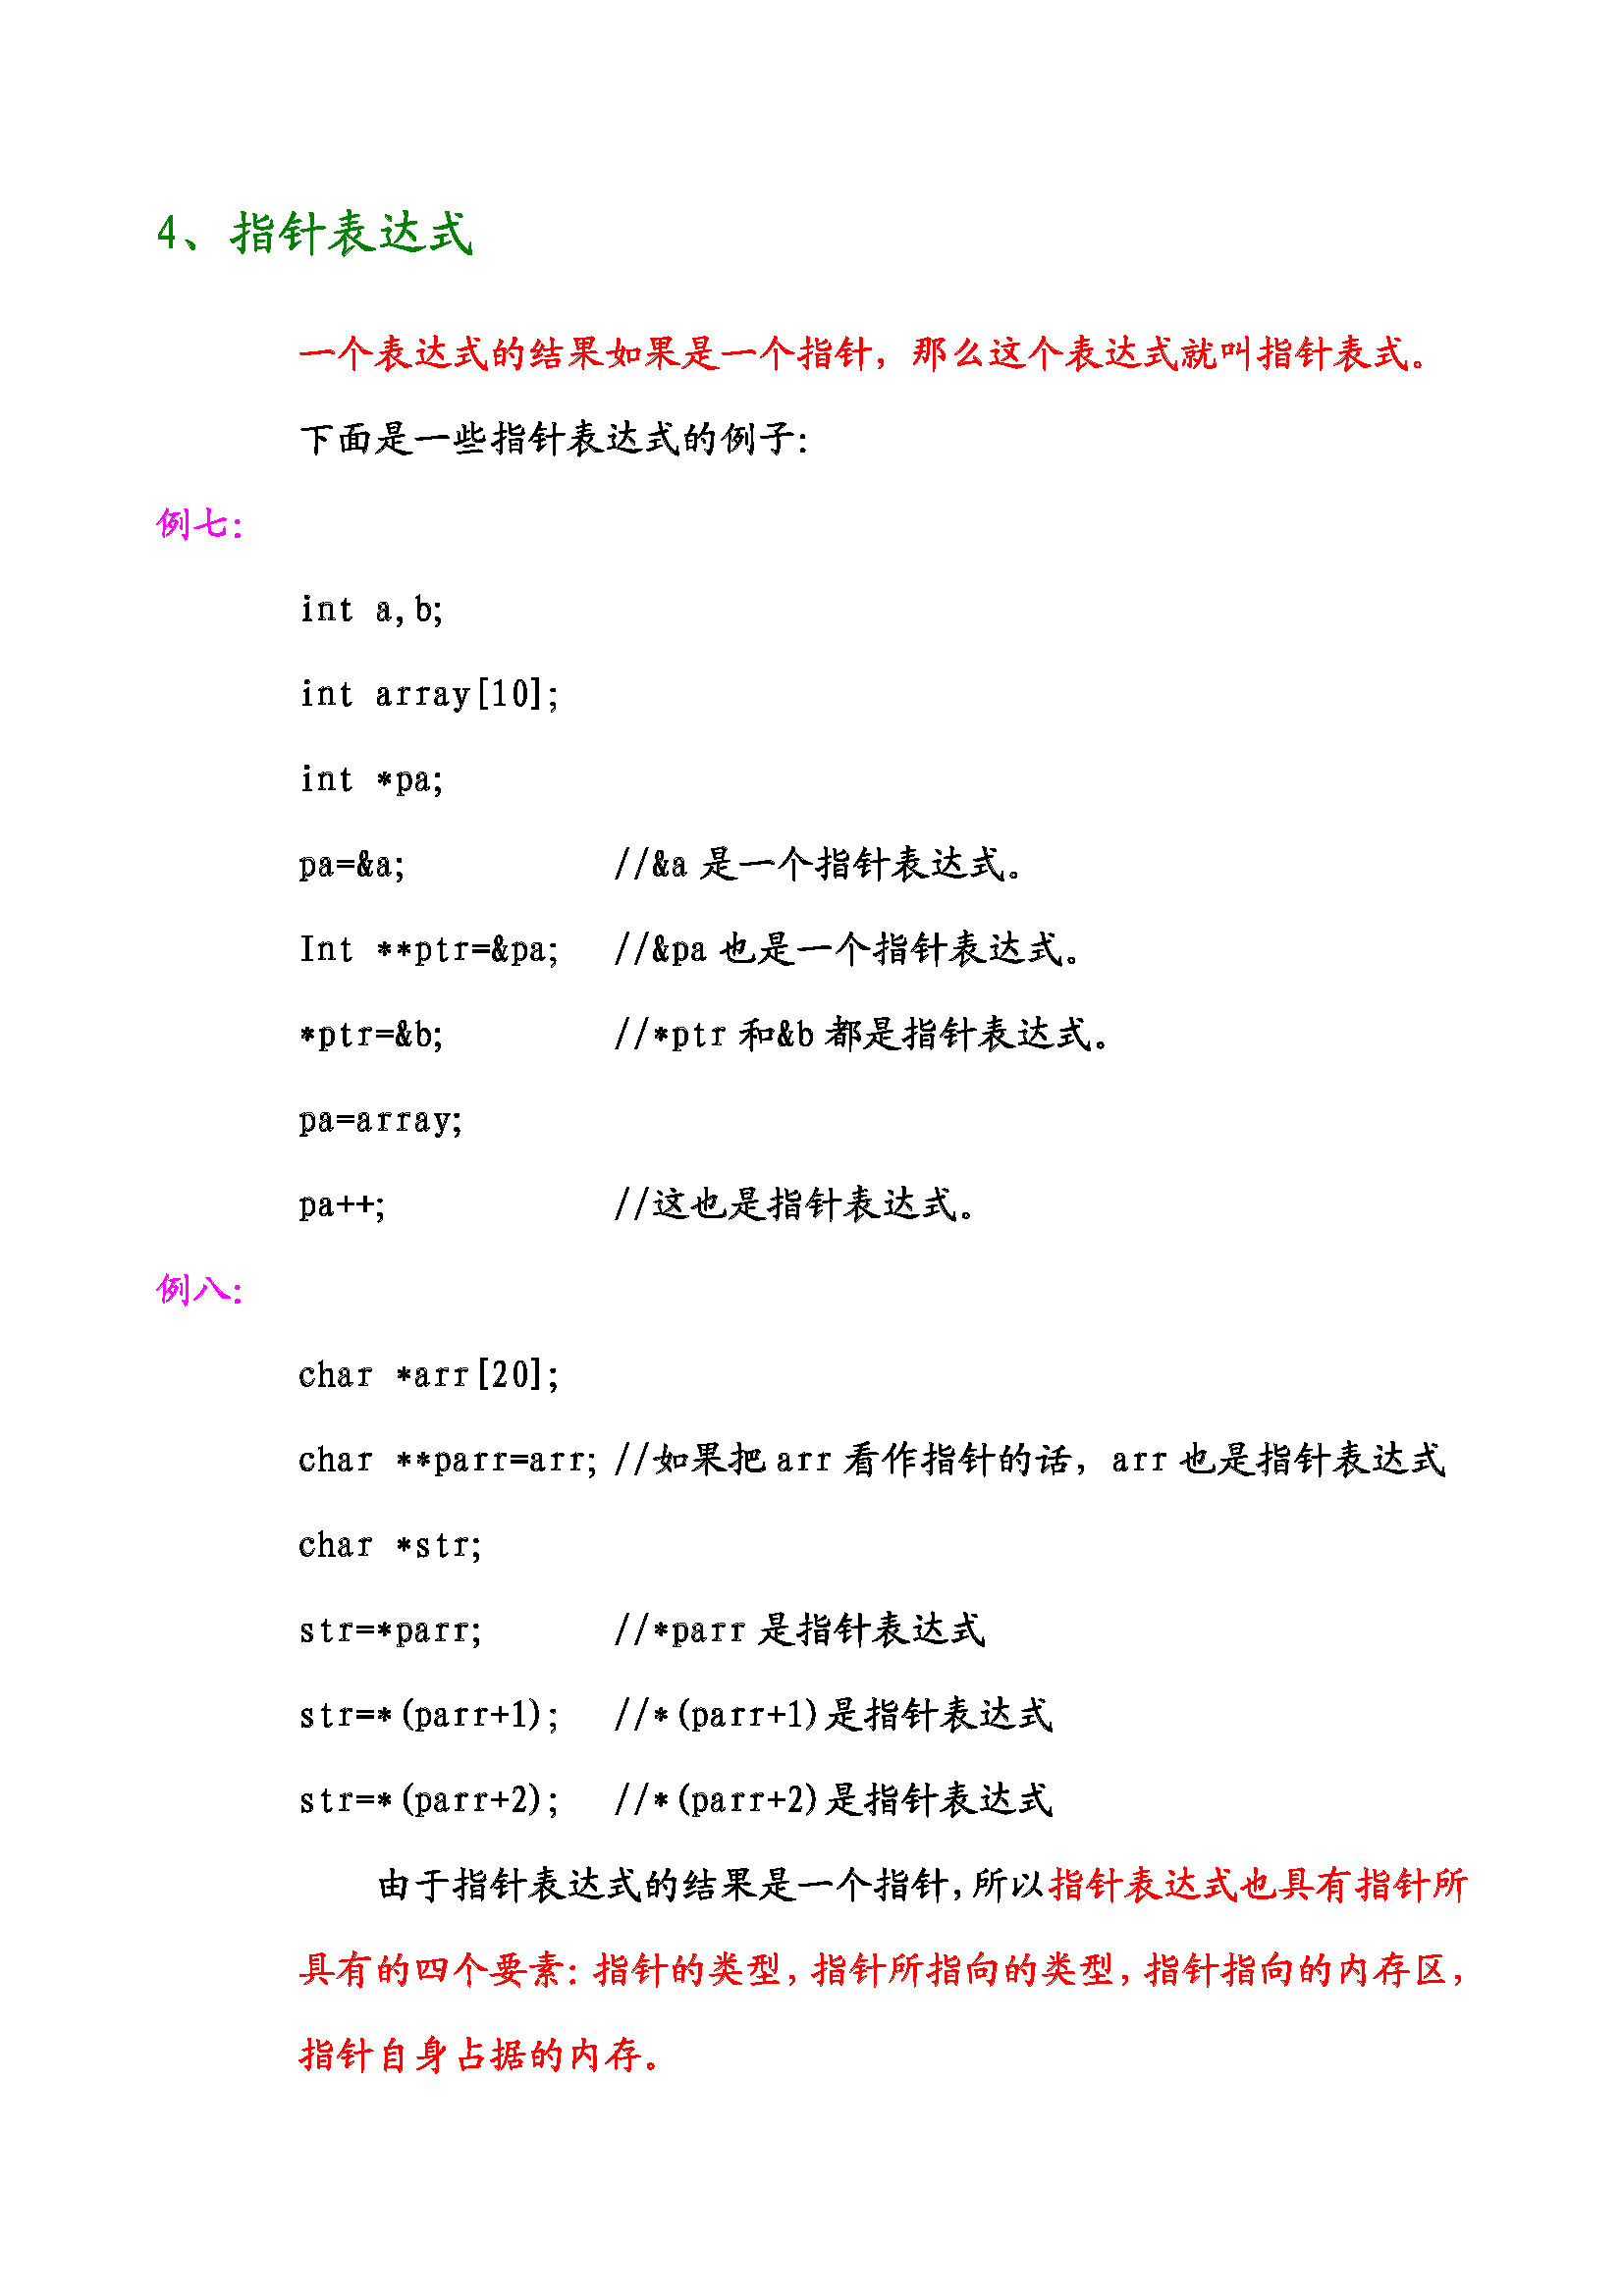 4、指针表达式
一个表达式的结果如果是一个指针，那么这个表达式就叫指针表式。
下面是一些指针表达式的例子：
例七：
int a,b;
int array[10];
int *pa;
pa=&a; //&a 是一个指针表达式。
Int **ptr=&pa; //&pa 也是一个指针表达式。
*ptr=&b; //*ptr 和&b 都是指针表达式。
pa=array;
pa++; //这也是指针表达式。
例八：
char *arr[20];
char **parr=arr; //如果把 arr 看作指针的话，arr 也是指针表达式
char *str;
str=*parr; //*parr 是指针表达式
str=*(parr+1); //*(parr+1)是指针表达式
str=*(parr+2); //*(parr+2)是指针表达式
由于指针表达式的结果是一个指针，所以指针表达式也具有指针所
具有的四个要素：指针的类型，指针所指向的类型，指针指向的内存区，
指针自身占据的内存。